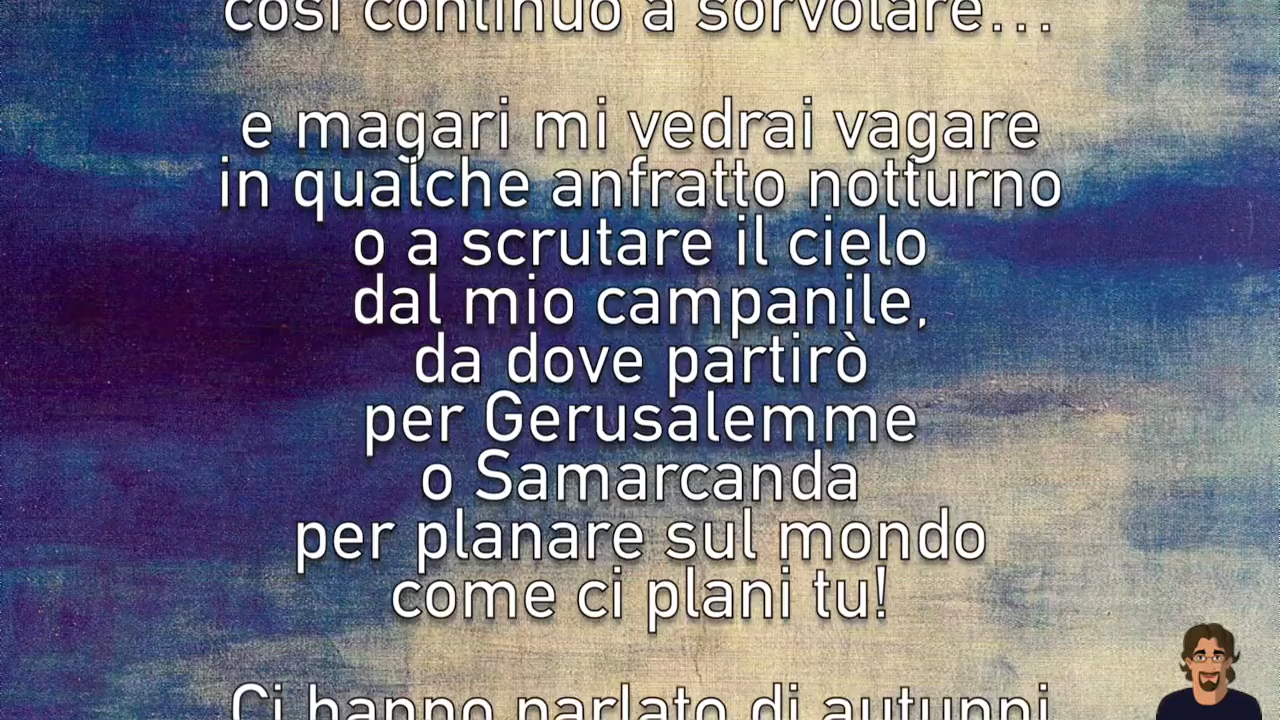 così continuo a sorvolare...
e magari mi vedrai vagare
in qualche anfratto notturno
o a scrutare il cielo
dal mio campanile,
da dove partirò
per Gerusalemme
o Samarcanda
per planare sul mondo
come ci plani tu!
Ci hanno parlato di autunni